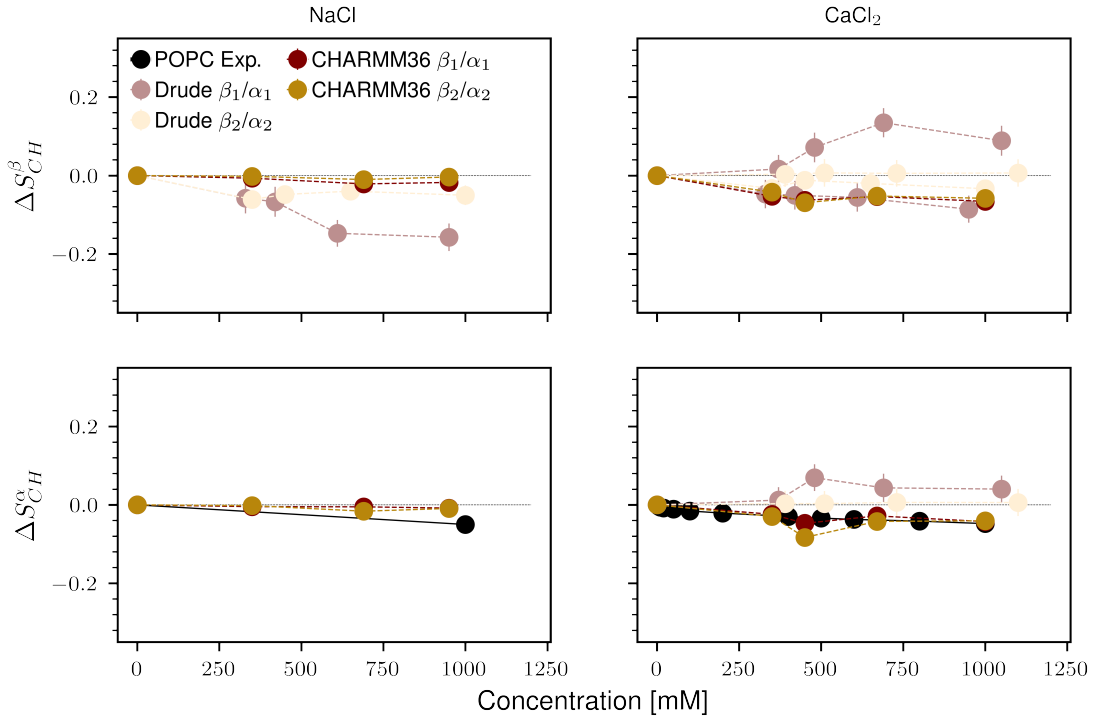 NaCl
CaCl₂
POPC Exp.
Drude β₁/α₁
Drude β₂/α₂
CHARMM36 β₁/α₁
CHARMM36 β₂/α₂
ΔS^β_CH
0.2
0.0
−0.2
ΔS^α_CH
0.2
0.0
−0.2
0 250 500 750 1000 1250
0 250 500 750 1000 1250
Concentration [mM]